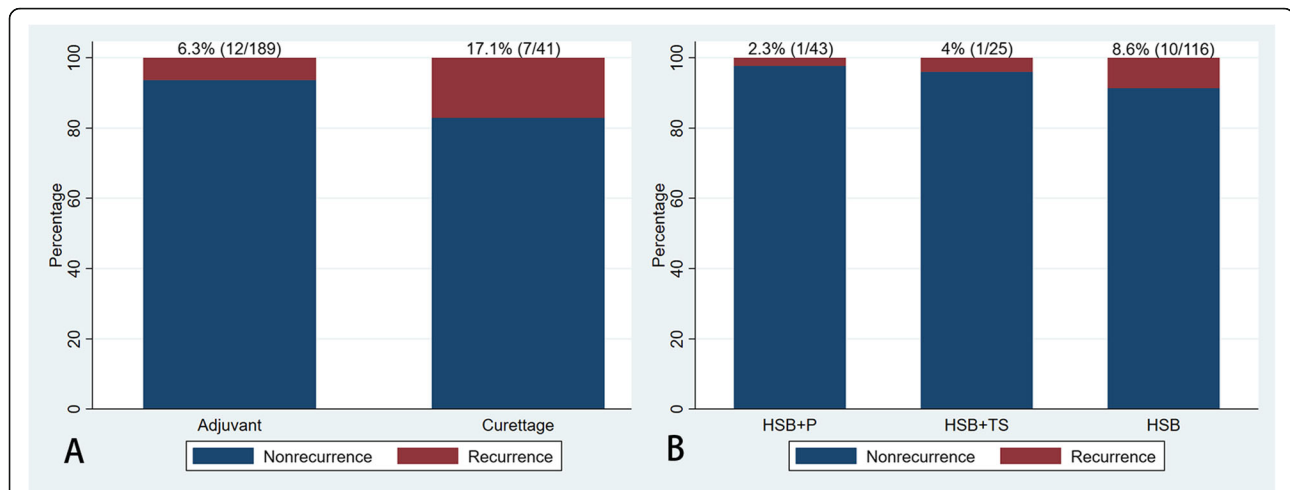 6.3% (12/189) 17.1% (7/41)
100
80
60
40
20
0
Percentage
Adjuvant Curettage
A
Nonrecurrence Recurrence
2.3% (1/43) 4% (1/25) 8.6% (10/116)
100
80
60
40
20
0
Percentage
HSB+P HSB+TS HSB
B
Nonrecurrence Recurrence